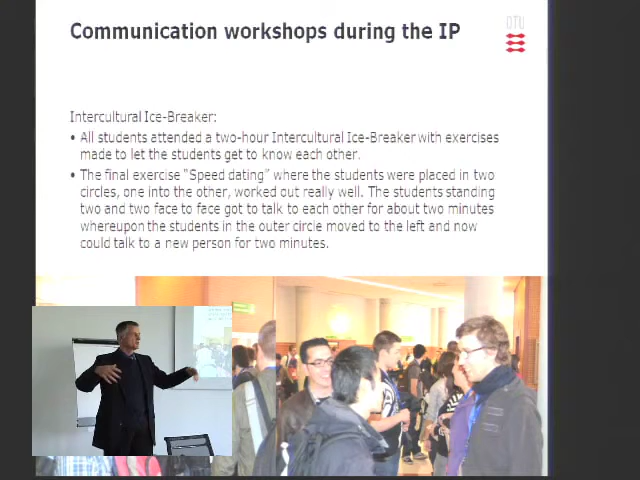 Communication workshops during the IP
DTU
Intercultural Ice-Breaker:
• All students attended a two-hour Intercultural Ice-Breaker with exercises
made to let the students get to know each other.
• The final exercise "Speed dating" where the students were placed in two
circles, one into the other, worked out really well. The students standing
two and two face to face got to talk to each other for about two minutes
whereupon the students in the outer circle moved to the left and now
could talk to a new person for two minutes.